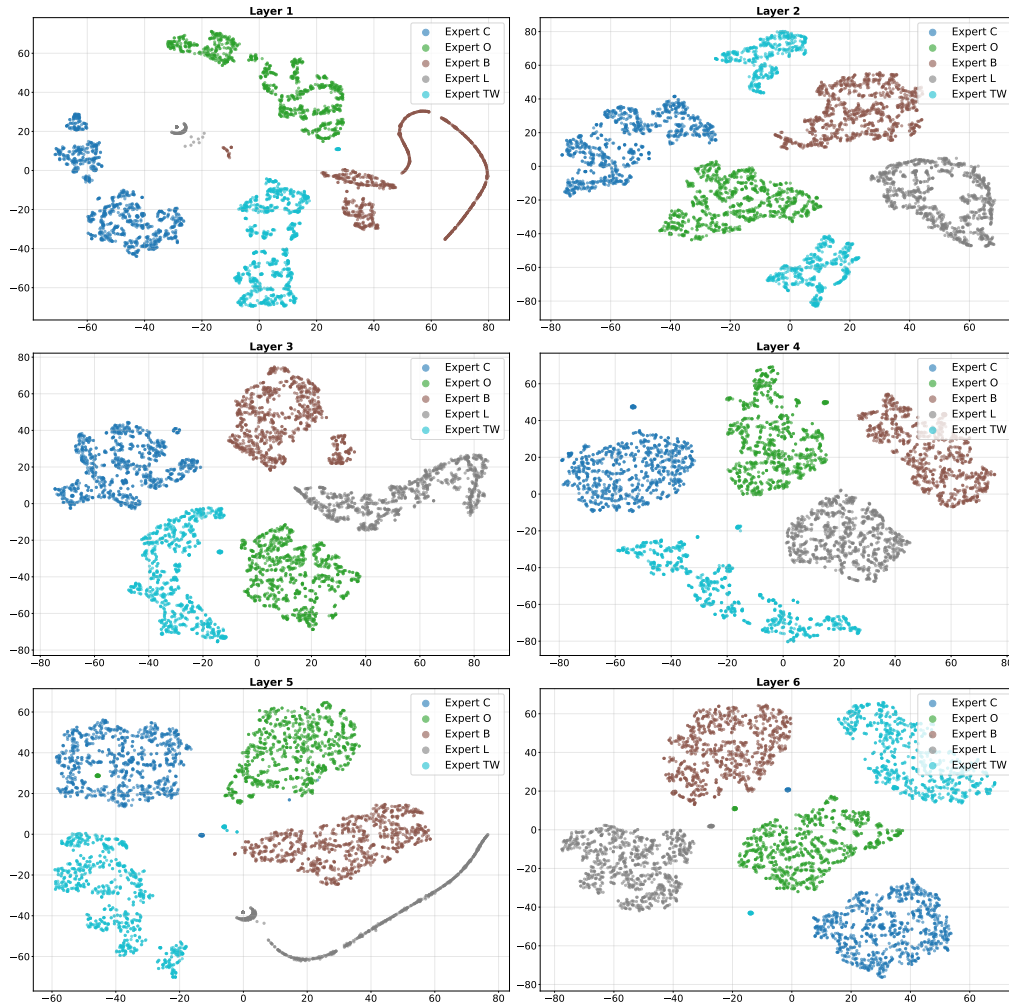 Layer 1
Expert C
Expert O
Expert B
Expert L
Expert TW
60
40
20
0
−20
−40
−60
−60 −40 −20 0 20 40 60 80
Layer 2
Expert C
Expert O
Expert B
Expert L
Expert TW
80
60
40
20
0
−20
−40
−60
−80
−80 −60 −40 −20 0 20 40 60
Layer 3
Expert C
Expert O
Expert B
Expert L
Expert TW
80
60
40
20
0
−20
−40
−60
−80
−80 −60 −40 −20 0 20 40 60 80
Layer 4
Expert C
Expert O
Expert B
Expert L
Expert TW
60
40
20
0
−20
−40
−60
−80
−80 −60 −40 −20 0 20 40 60 80
Layer 5
Expert C
Expert O
Expert B
Expert L
Expert TW
60
40
20
0
−20
−40
−60
−80
−60 −40 −20 0 20 40 60 80
Layer 6
Expert C
Expert O
Expert B
Expert L
Expert TW
60
40
20
0
−20
−40
−60
−80
−80 −60 −40 −20 0 20 40 60